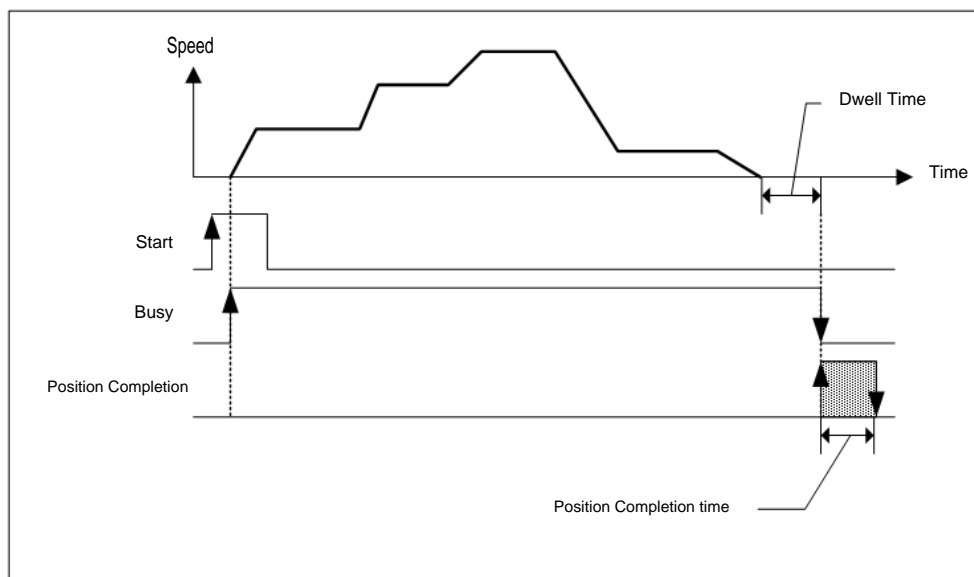 Speed
Dwell Time
Time
Start
Busy
Position Completion
Position Completion time